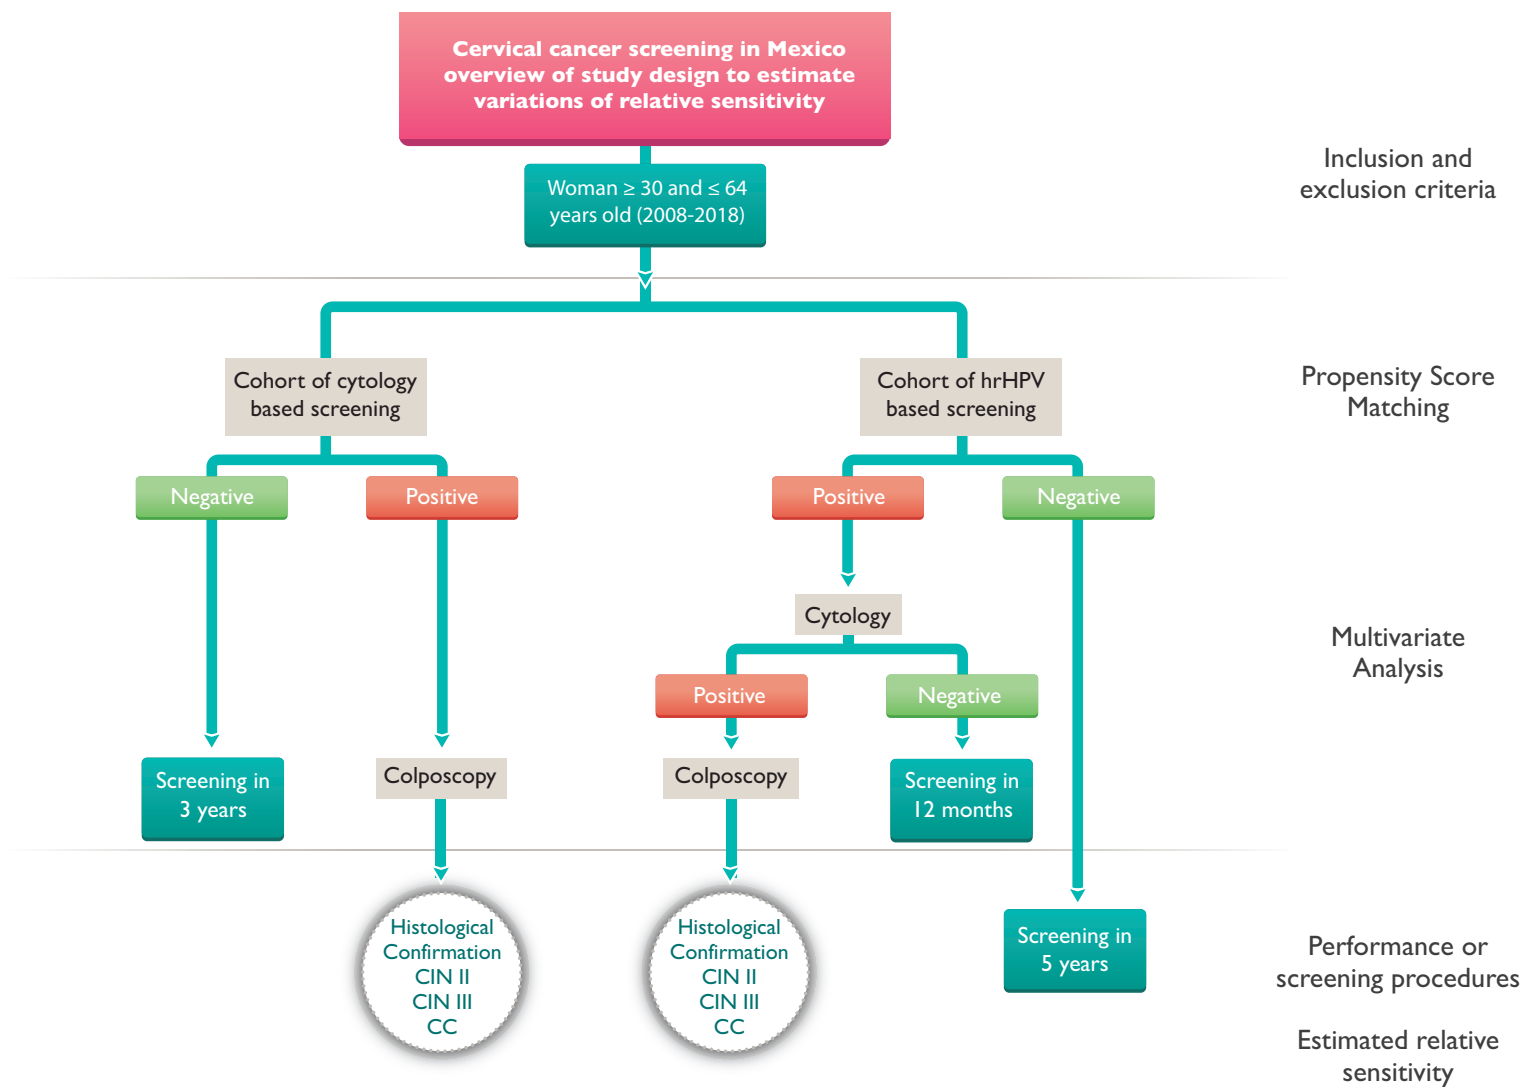 Cervical cancer screening in Mexico
overview of study design to estimate
variations of relative sensitivity
Woman ≥ 30 and ≤ 64
years old (2008-2018)
Inclusion and
exclusion criteria
Cohort of cytology
based screening
Cohort of hrHPV
based screening
Propensity Score
Matching
Negative
Positive
Positive
Negative
Cytology
Multivariate
Analysis
Positive
Negative
Screening in
3 years
Colposcopy
Colposcopy
Screening in
12 months
Histological
Confirmation
CIN II
CIN III
CC
Histological
Confirmation
CIN II
CIN III
CC
Screening in
5 years
Performance or
screening procedures
Estimated relative
sensitivity